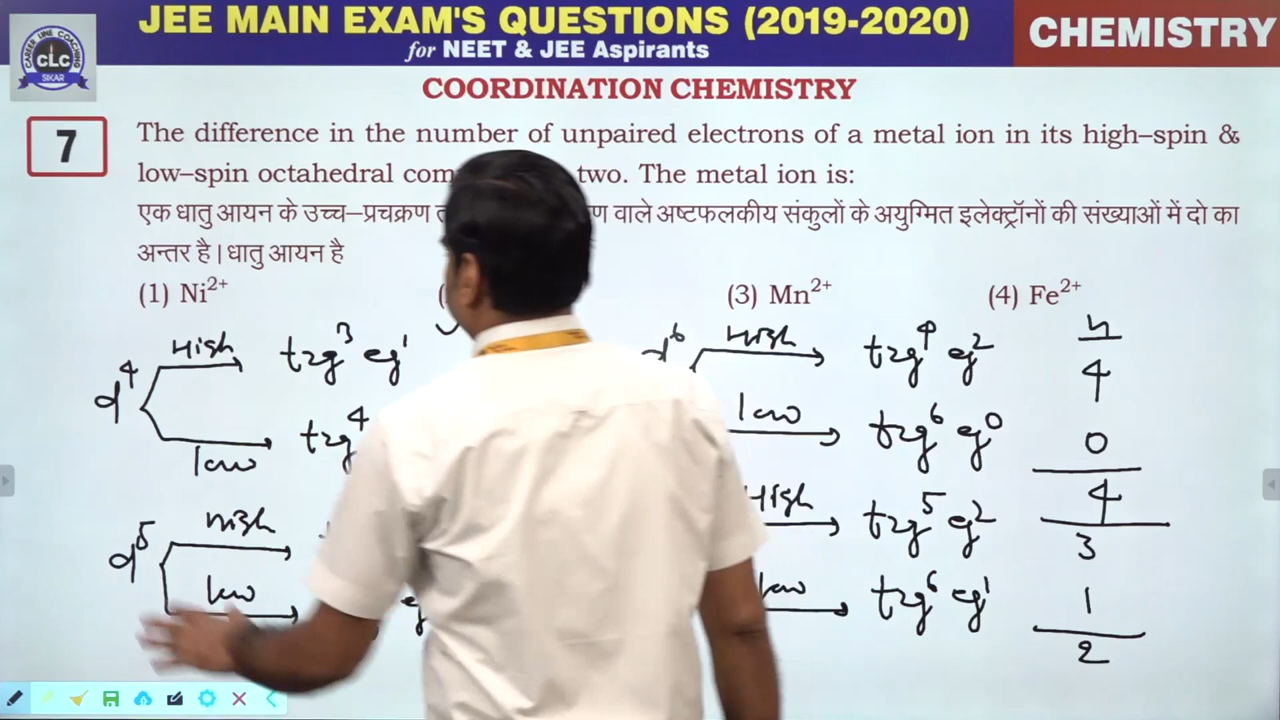 JEE MAIN EXAM'S QUESTIONS (2019-2020)
for NEET & JEE Aspirants
CHEMISTRY
CAREER LINE COACHING
CLC
SIKAR
COORDINATION CHEMISTRY
7
The difference in the number of unpaired electrons of a metal ion in its high–spin &
low–spin octahedral com two. The metal ion is:
एक धातु आयन के उच्च–प्रचक्रण वाले अष्टफलकीय संकुलों के अयुग्मित इलेक्ट्रॉनों की संख्याओं में दो का
अन्तर है। धातु आयन है
(1) Ni²⁺ (3) Mn²⁺ (4) Fe²⁺
n
d⁴ High t2g³ eg¹
low t2g⁴
d⁶ High t2g⁴ eg² 4
low t2g⁶ eg⁰ 0
4
d⁵ High
low
High t2g⁵ eg² 3
low t2g⁶ eg¹ 1
2